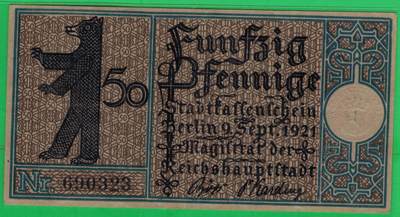 Funfzig
50 Pfennige
Stadtkassenschein
Berlin 9. Sept. 1921
Magistrat der
Reichshauptstadt
Nr. 690323